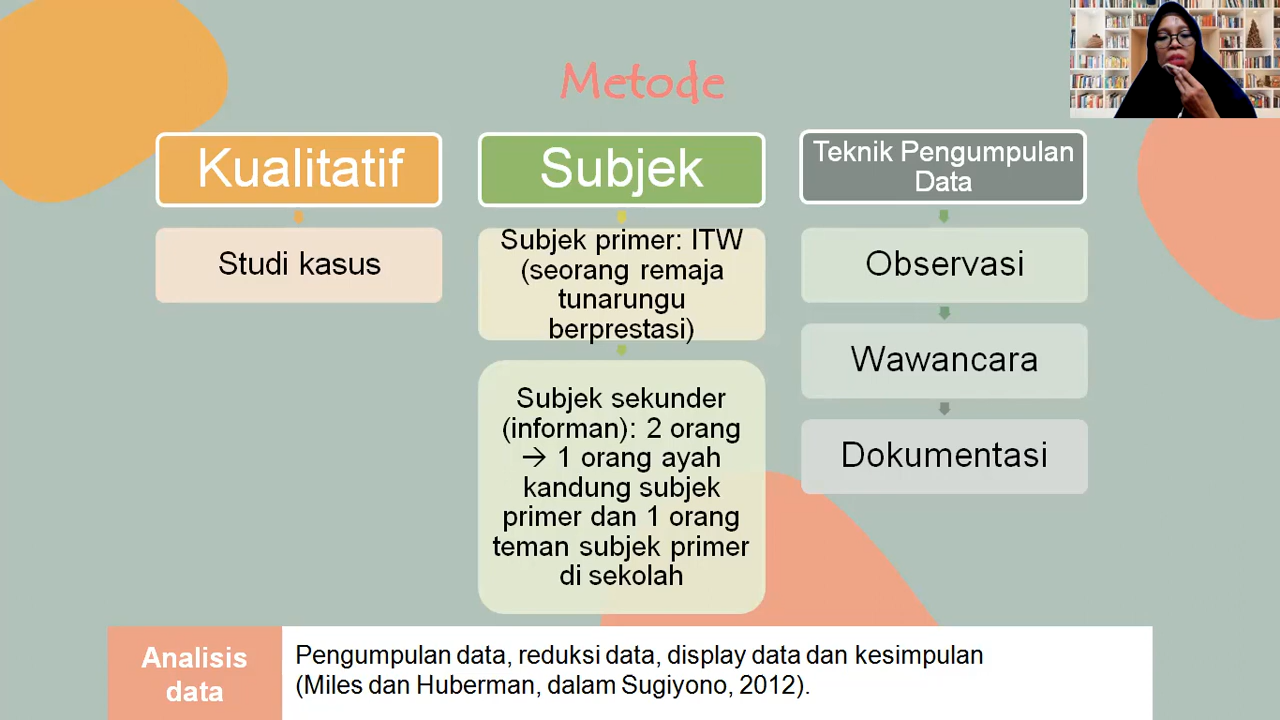 Metode
Kualitatif
Studi kasus
Subjek
Subjek primer: ITW
(seorang remaja
tunarungu
berprestasi)
Subjek sekunder
(informan): 2 orang
→ 1 orang ayah
kandung subjek
primer dan 1 orang
teman subjek primer
di sekolah
Teknik Pengumpulan
Data
Observasi
Wawancara
Dokumentasi
Analisis
data
Pengumpulan data, reduksi data, display data dan kesimpulan
(Miles dan Huberman, dalam Sugiyono, 2012).